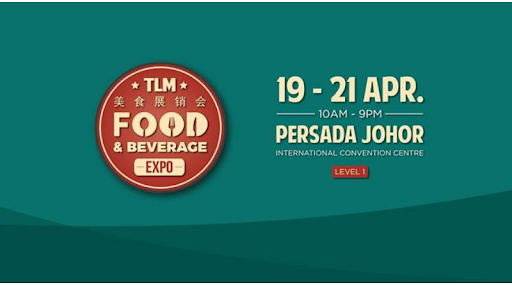 TLM
美食展销会
FOOD
& BEVERAGE
EXPO
19 - 21 APR.
10AM - 9PM
PERSADA JOHOR
INTERNATIONAL CONVENTION CENTRE
LEVEL 1